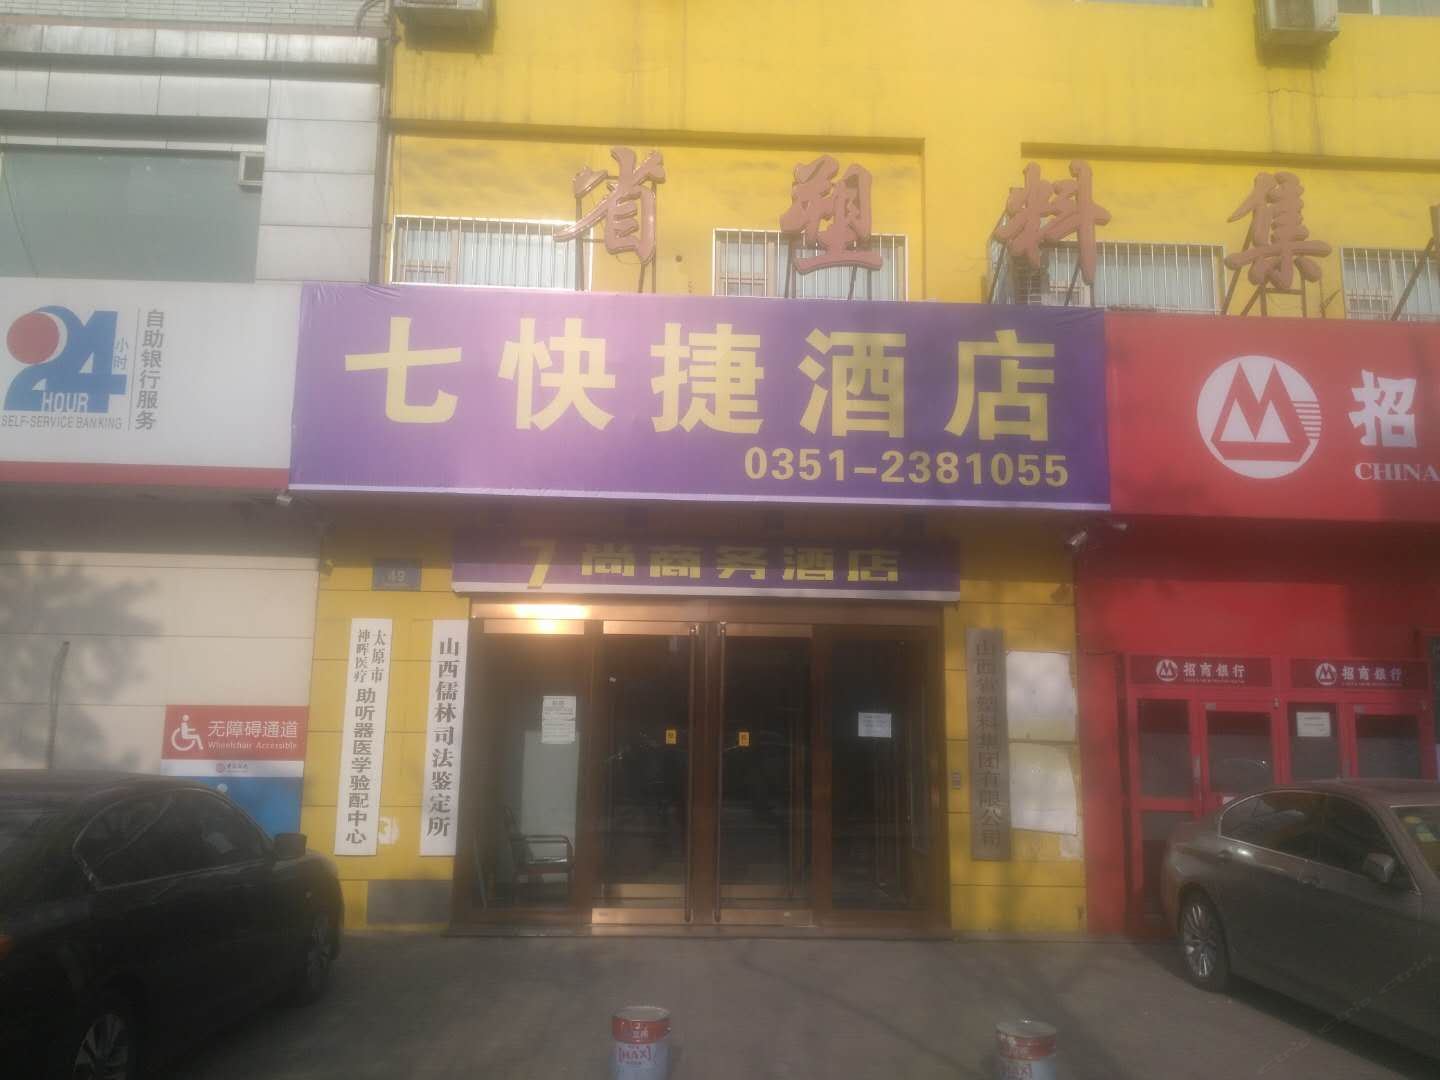 省塑料集
24
小时
HOUR
SELF-SERVICE BANKING
自助银行服务
七快捷酒店
0351-2381055
招
CHINA
7尚商务酒店
49
太原市
神晖医疗
助听器医学验配中心
山西儒林司法鉴定所
山西省塑料集团有限公司
招商银行
招商银行
无障碍通道
Wheelchair Accessible
MAX
MAX